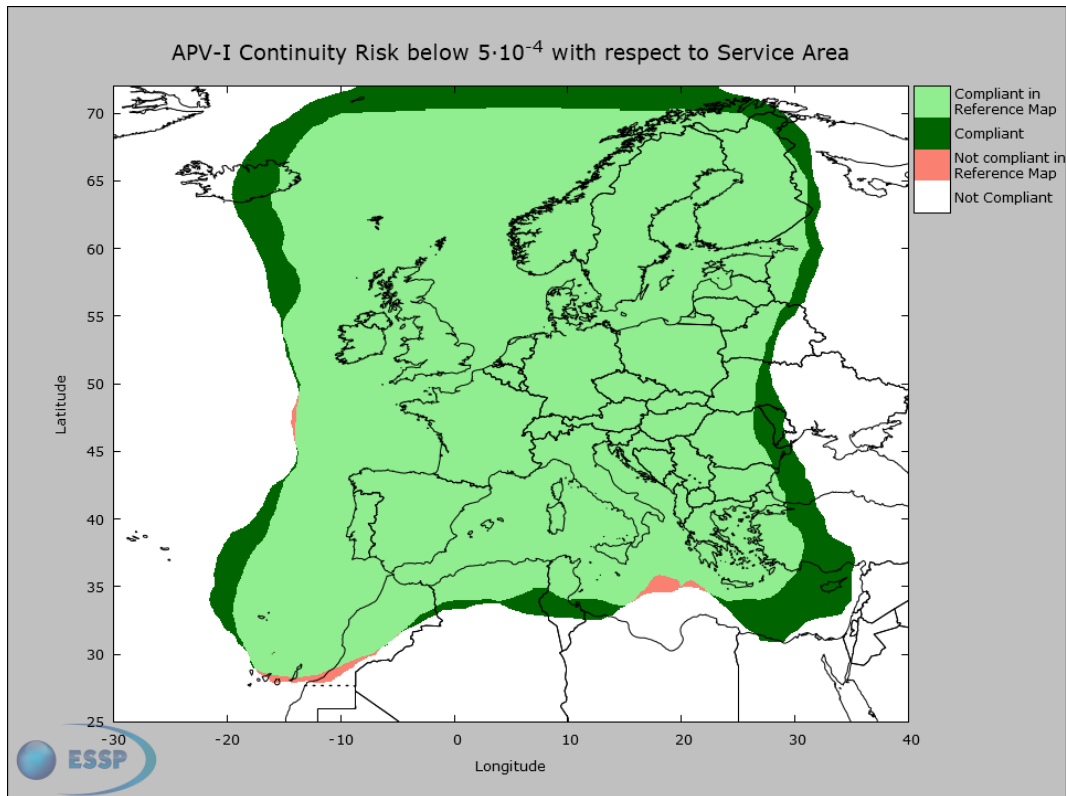 APV-I Continuity Risk below 5·10⁻⁴ with respect to Service Area
Compliant in
Reference Map
Compliant
Not compliant in
Reference Map
Not Compliant
70
65
60
55
50
45
40
35
30
25
Latitude
-30
-20
-10
0
10
20
30
40
Longitude
ESSP